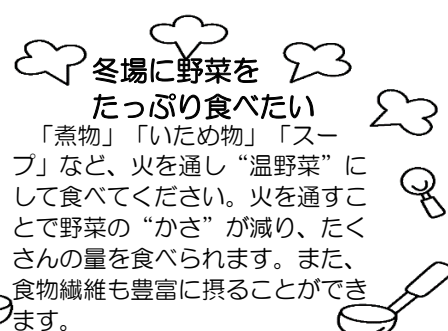 冬場に野菜を
たっぷり食べたい
「煮物」「いため物」「スー
プ」など、火を通し“温野菜”に
して食べてください。火を通すこ
とで野菜の“かさ”が減り、たく
さんの量を食べられます。また、
食物繊維も豊富に摂ることができ
ます。